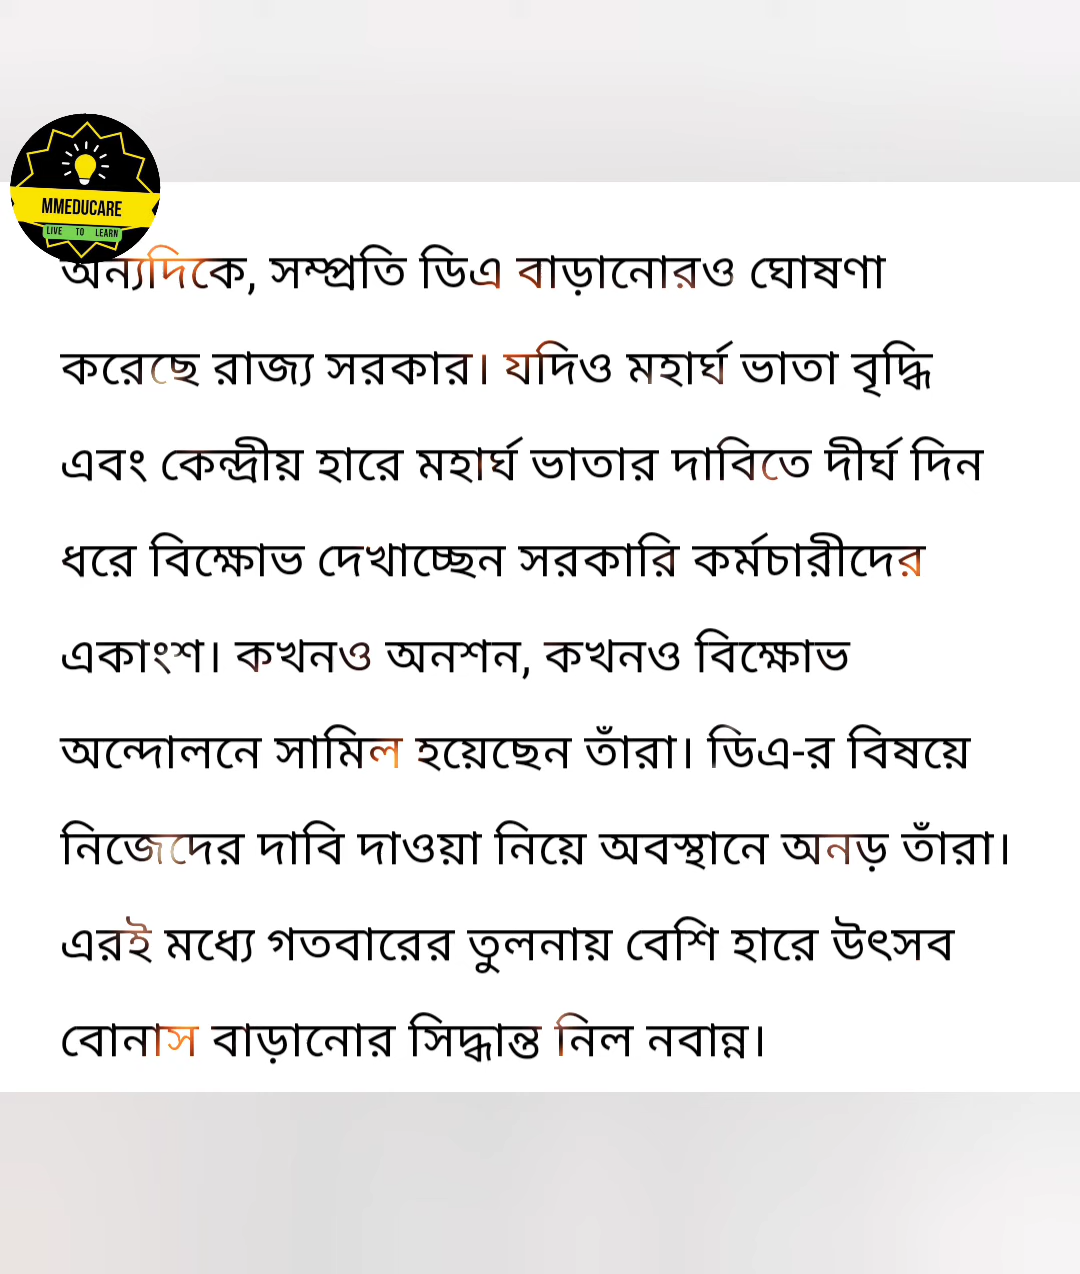 MMEDUCARE
LIVE TO LEARN
অন্যদিকে, সম্প্রতি ডিএ বাড়ানোরও ঘোষণা
করেছে রাজ্য সরকার। যদিও মহার্ঘ ভাতা বৃদ্ধি
এবং কেন্দ্রীয় হারে মহার্ঘ ভাতার দাবিতে দীর্ঘ দিন
ধরে বিক্ষোভ দেখাচ্ছেন সরকারি কর্মচারীদের
একাংশ। কখনও অনশন, কখনও বিক্ষোভ
অন্দোলনে সামিল হয়েছেন তাঁরা। ডিএ-র বিষয়ে
নিজেদের দাবি দাওয়া নিয়ে অবস্থানে অনড় তাঁরা।
এরই মধ্যে গতবারের তুলনায় বেশি হারে উৎসব
বোনাস বাড়ানোর সিদ্ধান্ত নিল নবান্ন।